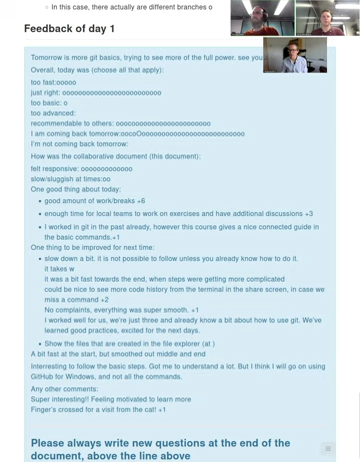 In this case, there actually are different branches o
Feedback of day 1
Tomorrow is more git basics, trying to see more of the full power. see you
Overall, today was (choose all that apply):
too fast:ooooo
just right: oooooooooooooooooooooooo
too basic: o
too advanced:
recommendable to others: ooooooooooooooooooooooo
I am coming back tomorrow:oocoOooooooooooooooooooooooooo
I'm not coming back tomorrow:
How was the collaborative document (this document):
felt responsive: ooooooooooooo
slow/sluggish at times:oo
One good thing about today:
good amount of work/breaks +6
enough time for local teams to work on exercises and have additional discussions +3
I worked in git in the past already, however this course gives a nice connected guide in
the basic commands.+1
One thing to be improved for next time:
slow down a bit. it is not possible to follow unless you already know how to do it.
it takes w
it was a bit fast towards the end, when steps were getting more complicated
could be nice to see more code history from the terminal in the share screen, in case we
miss a command +2
No complaints, everything was super smooth. +1
I worked well for us, we're just three and already know a bit about how to use git. We've
learned good practices, excited for the next days.
Show the files that are created in the file explorer (at )
A bit fast at the start, but smoothed out middle and end
Interresting to follow the basic steps. Got me to understand a lot. But I think I will go on using
GitHub for Windows, and not all the commands.
Any other comments:
Super interesting!! Feeling motivated to learn more
Finger's crossed for a visit from the cat! +1
Please always write new questions at the end of the
document, above the line above